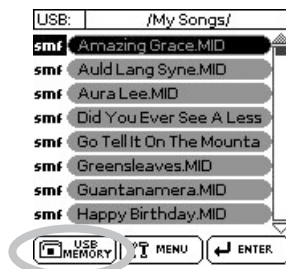 USB: /My Songs/
smf Amazing Grace.MID
smf Auld Lang Syne.MID
smf Aura Lee.MID
smf Did You Ever See A Less
smf Go Tell It On The Mounta
smf Greensleaves.MID
smf Guantanamera.MID
smf Happy Birthday.MID
USB MEMORY MENU ENTER